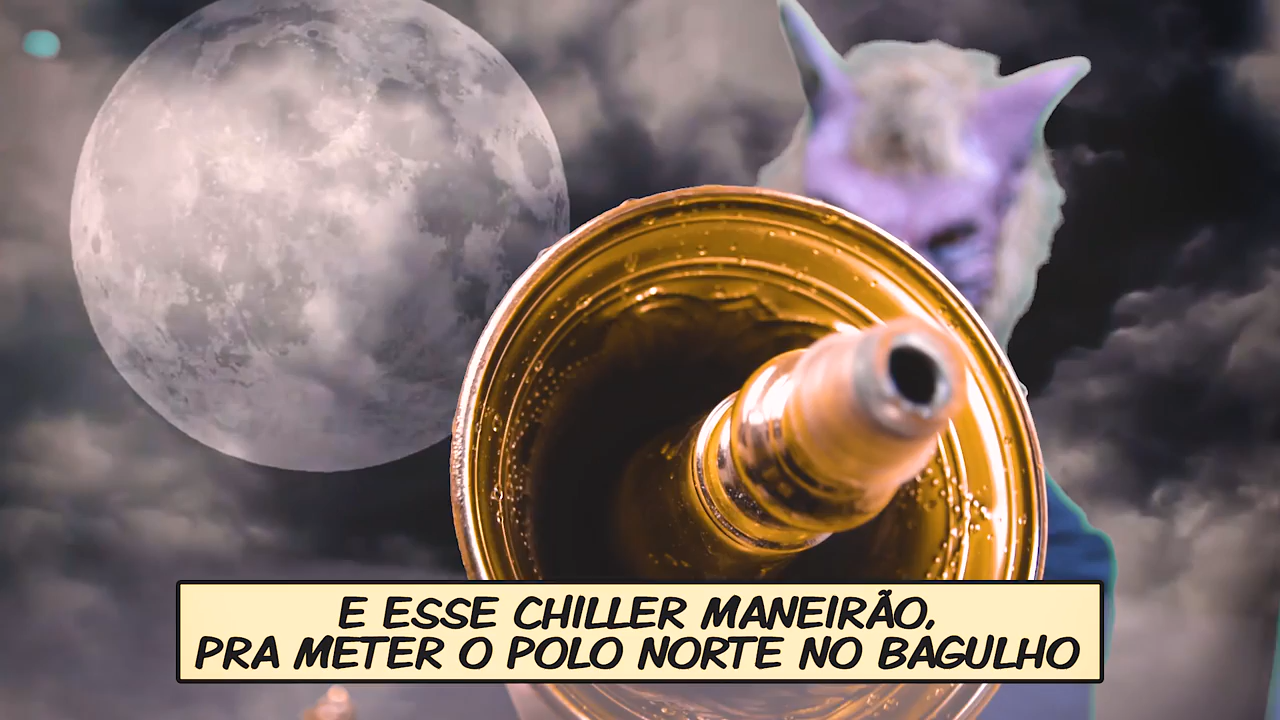 E ESSE CHILLER MANEIRÃO,
PRA METER O POLO NORTE NO BAGULHO